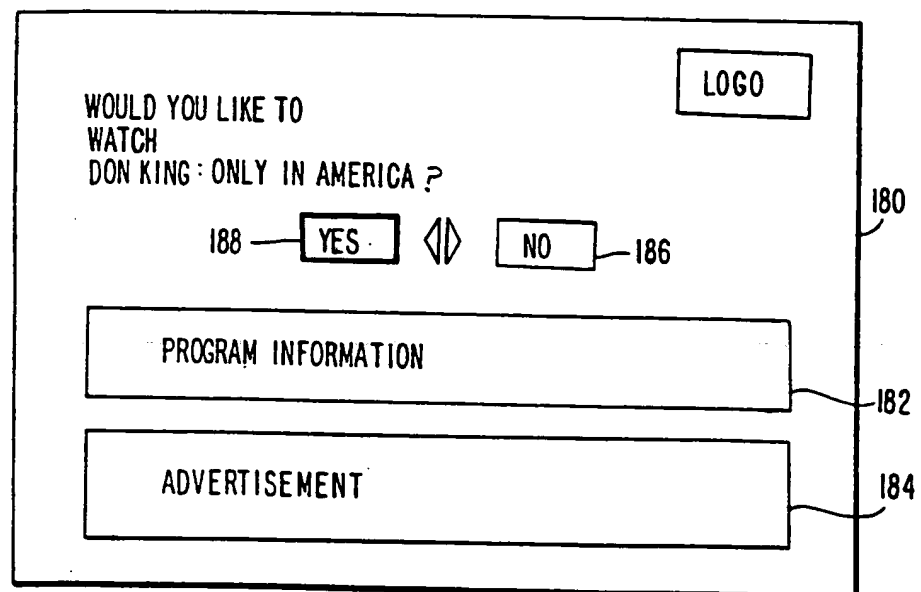 LOGO
WOULD YOU LIKE TO
WATCH
DON KING: ONLY IN AMERICA ?
180
188 YES NO 186
PROGRAM INFORMATION
182
ADVERTISEMENT
184